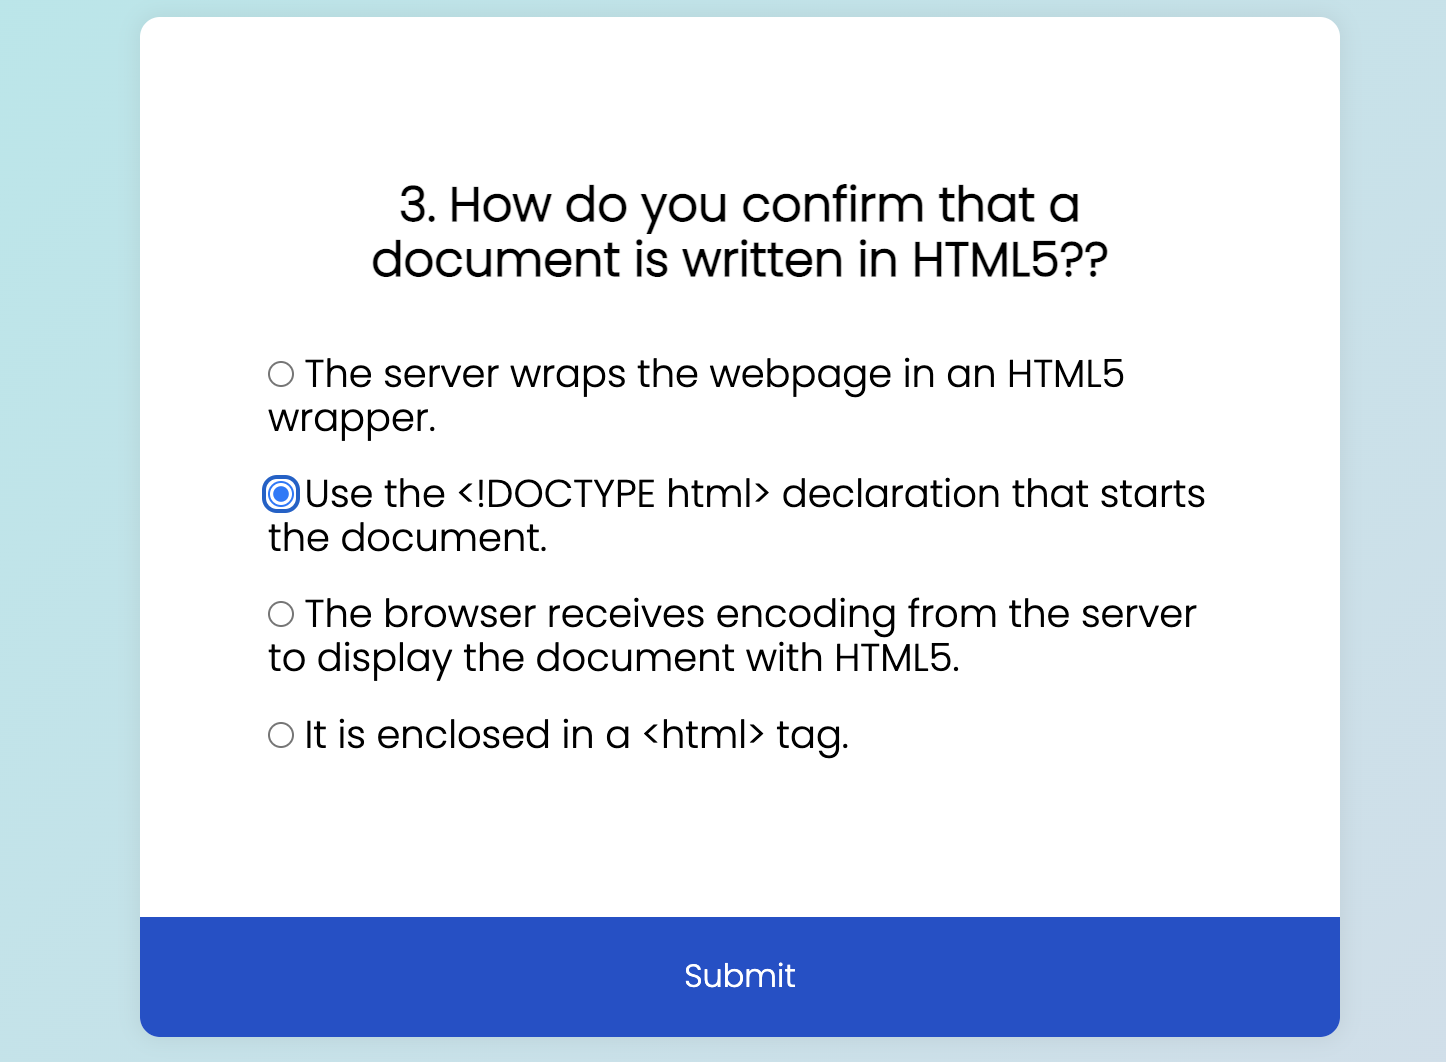 3. How do you confirm that a
document is written in HTML5??
The server wraps the webpage in an HTML5
wrapper.
Use the <!DOCTYPE html> declaration that starts
the document.
The browser receives encoding from the server
to display the document with HTML5.
It is enclosed in a <html> tag.
Submit